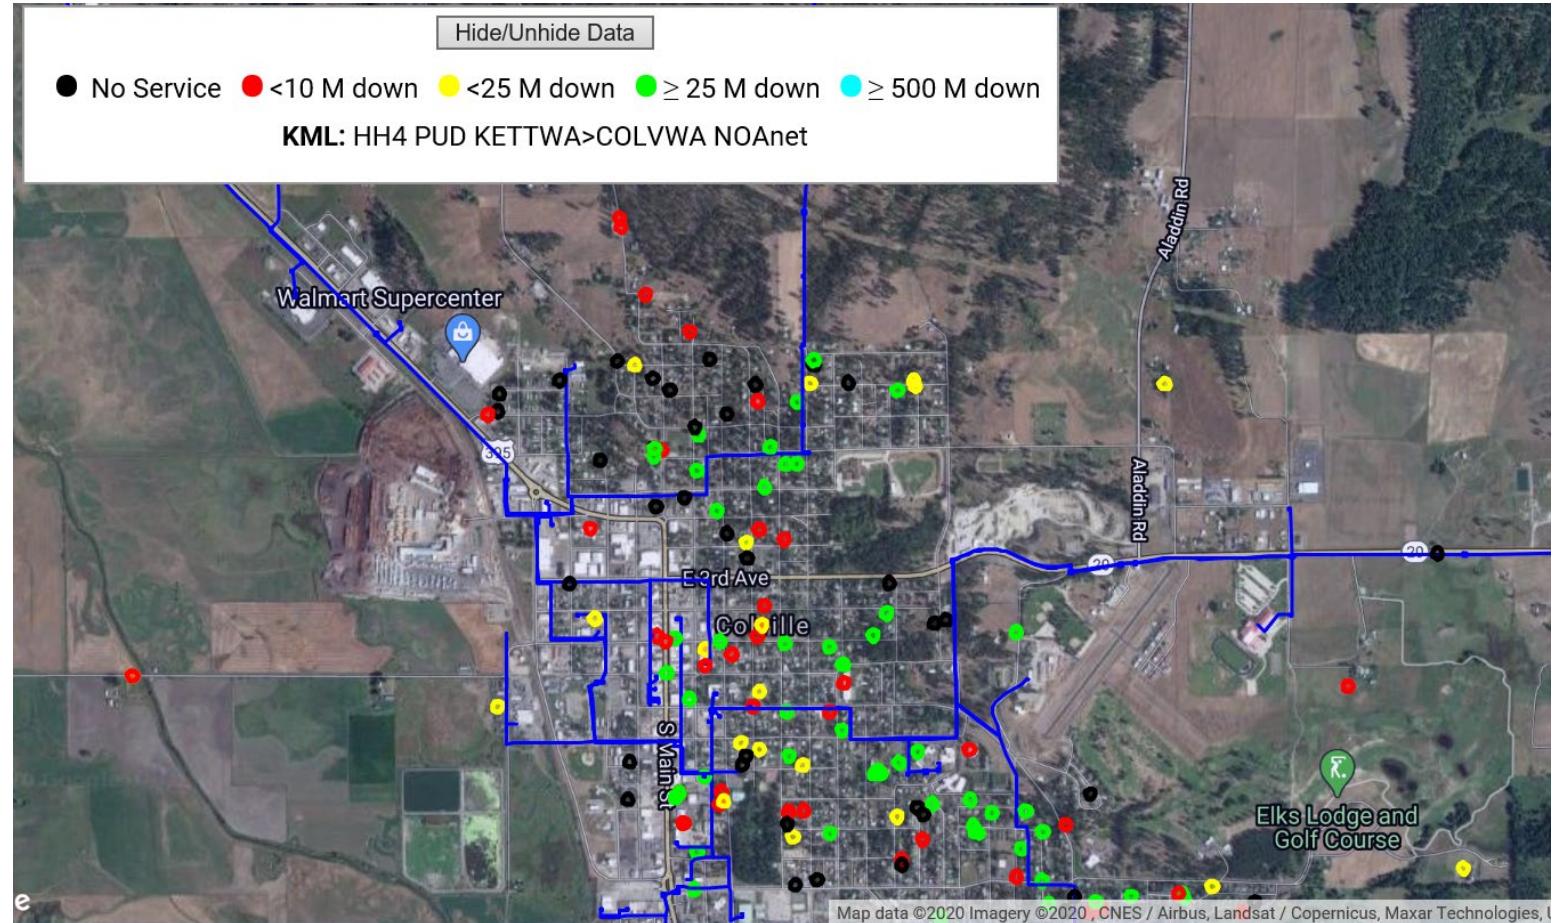 Hide/Unhide Data
No Service <10 M down <25 M down ≥ 25 M down ≥ 500 M down
KML: HH4 PUD KETTWA>COLVWA NOAnet
Aladdin Rd
Walmart Supercenter
395
Aladdin Rd
20
20
E 3rd Ave
Colville
S Main St
Elks Lodge and
Golf Course
e
Map data ©2020 Imagery ©2020 , CNES / Airbus, Landsat / Copernicus, Maxar Technologies,